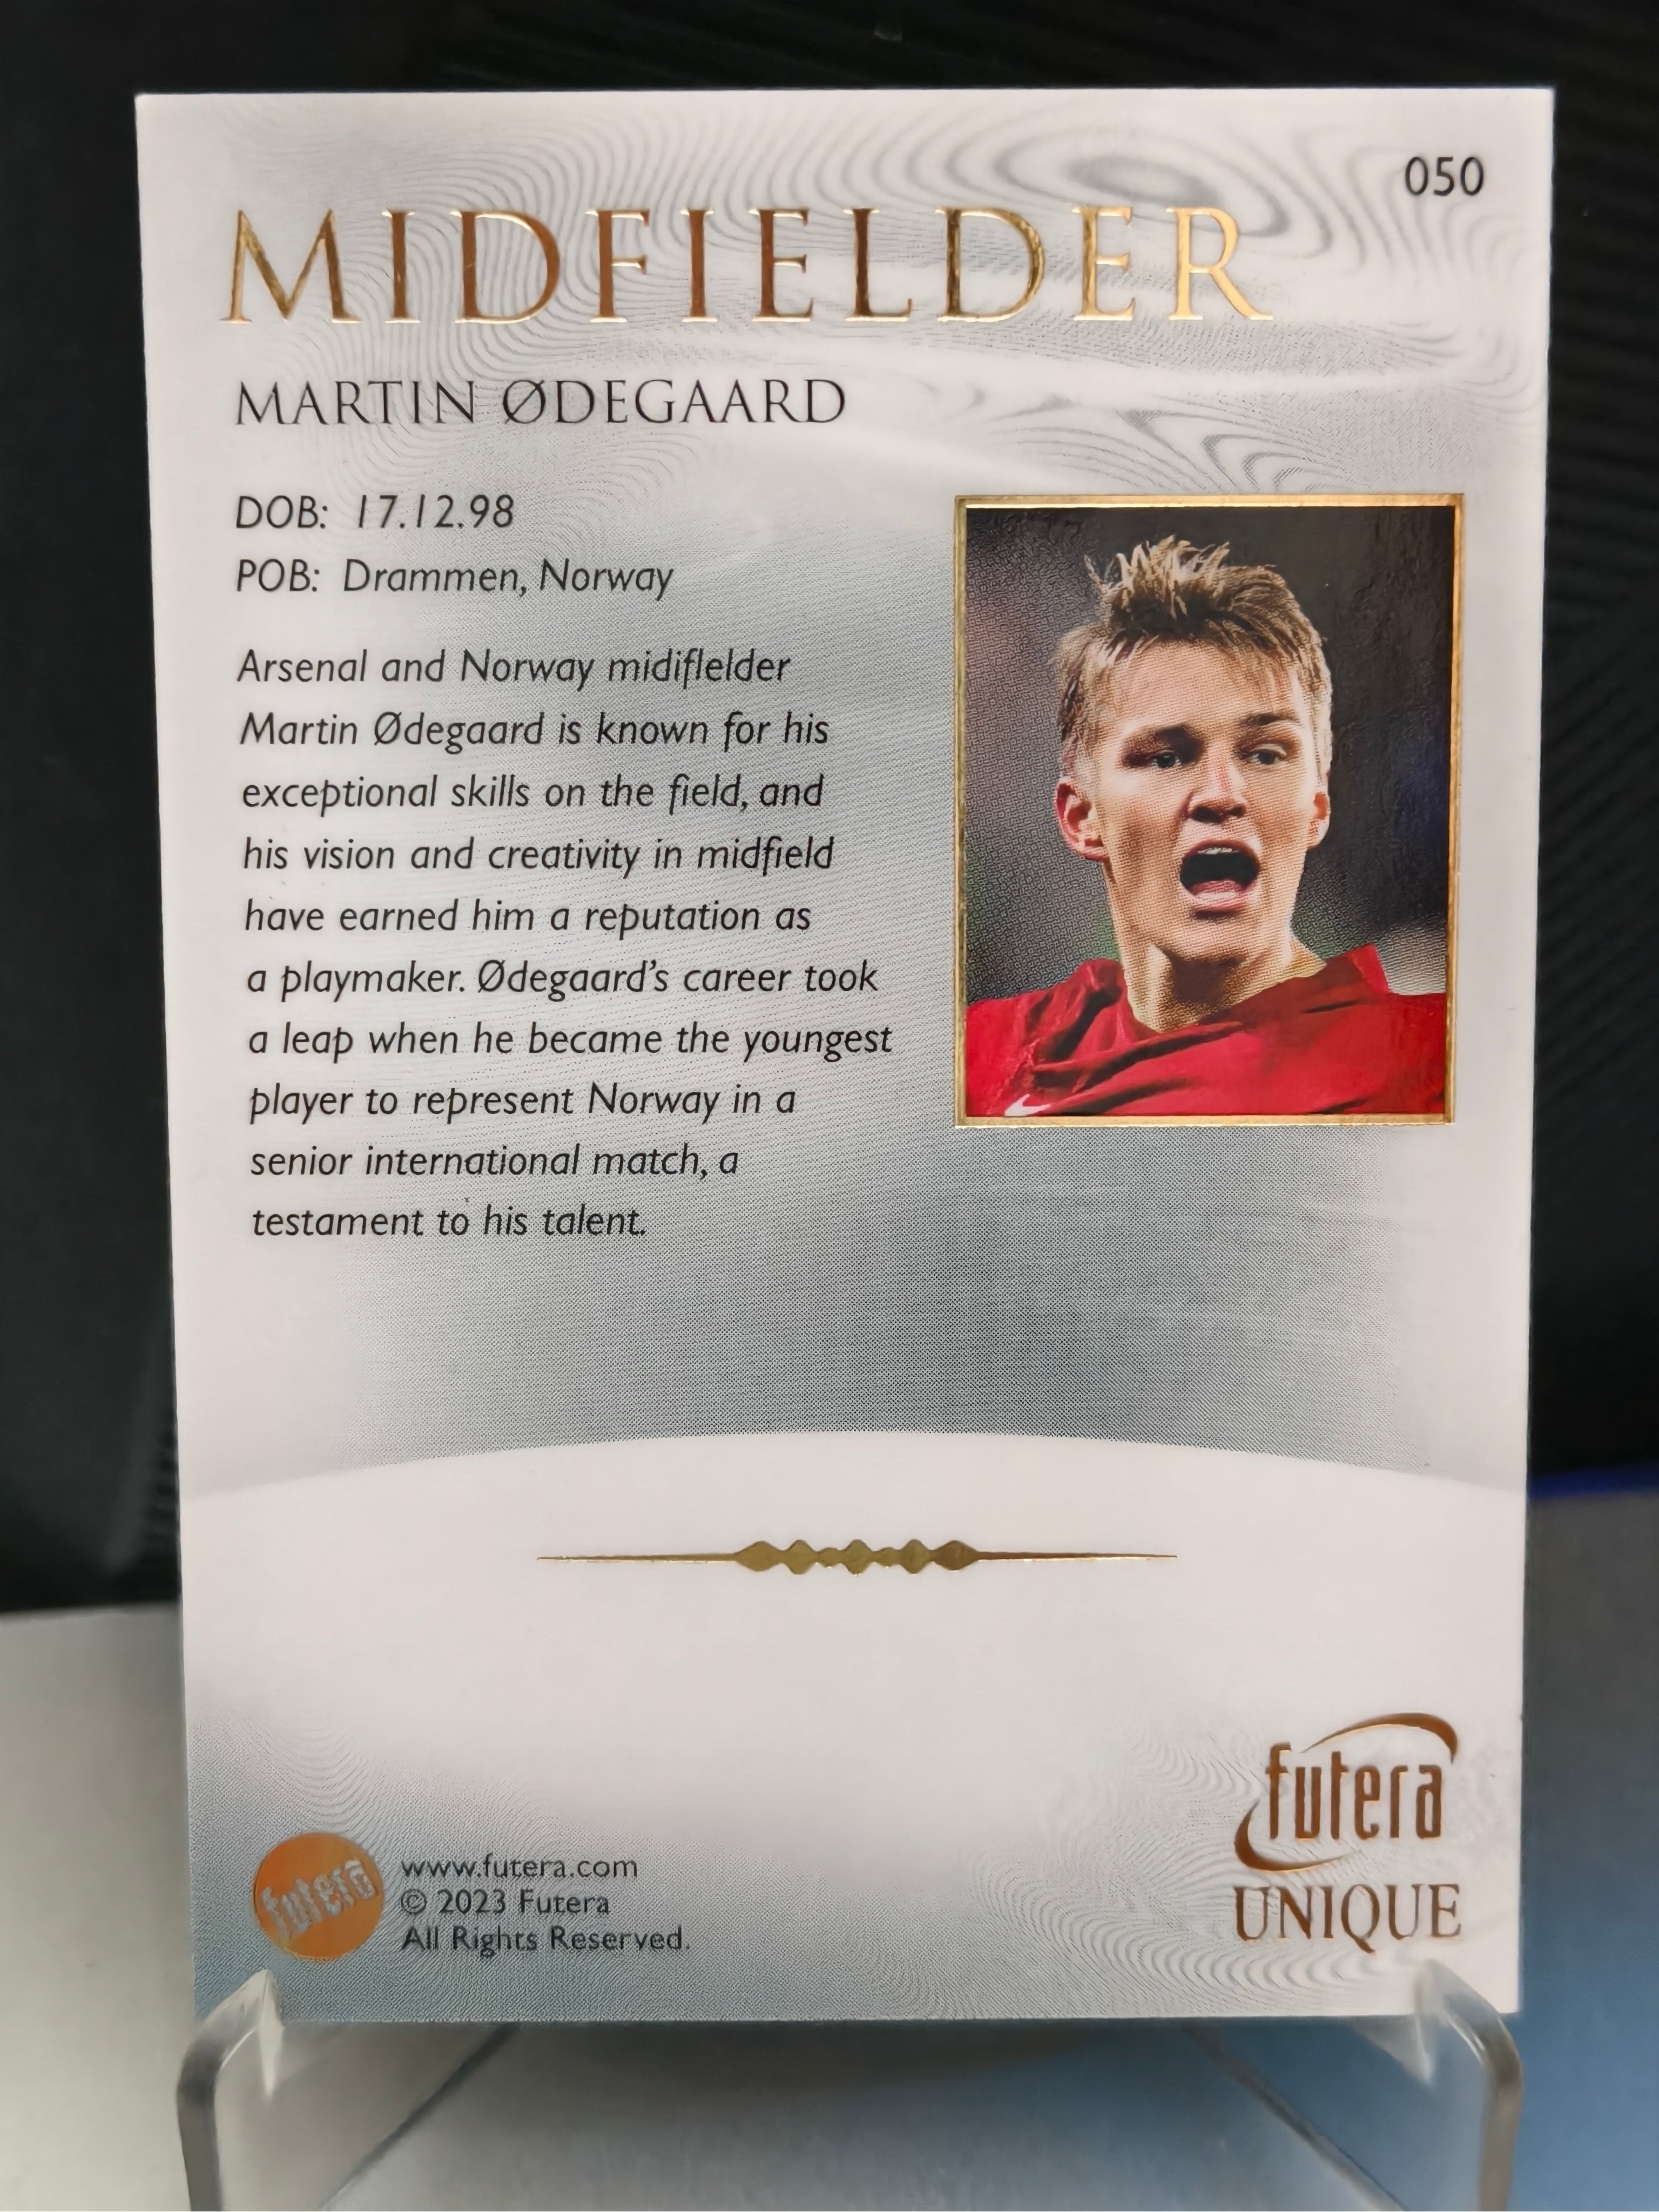 050
MIDFIELDER
MARTIN ØDEGAARD
DOB: 17.12.98
POB: Drammen, Norway
Arsenal and Norway midiflelder
Martin Ødegaard is known for his
exceptional skills on the field, and
his vision and creativity in midfield
have earned him a reputation as
a playmaker. Ødegaard's career took
a leap when he became the youngest
player to represent Norway in a
senior international match, a
testament to his talent.
futera
UNIQUE
futera
www.futera.com
© 2023 Futera
All Rights Reserved.